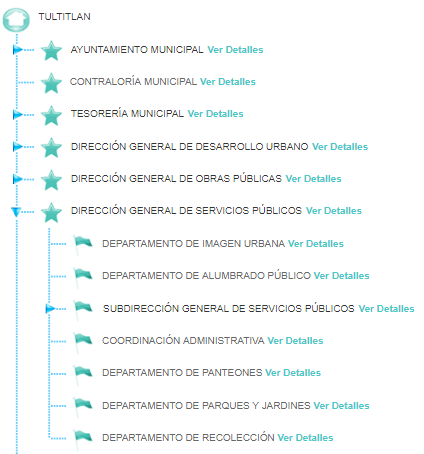 TULTITLAN
AYUNTAMIENTO MUNICIPAL Ver Detalles
CONTRALORÍA MUNICIPAL Ver Detalles
TESORERÍA MUNICIPAL Ver Detalles
DIRECCIÓN GENERAL DE DESARROLLO URBANO Ver Detalles
DIRECCIÓN GENERAL DE OBRAS PÚBLICAS Ver Detalles
DIRECCIÓN GENERAL DE SERVICIOS PÚBLICOS Ver Detalles
DEPARTAMENTO DE IMAGEN URBANA Ver Detalles
DEPARTAMENTO DE ALUMBRADO PÚBLICO Ver Detalles
SUBDIRECCIÓN GENERAL DE SERVICIOS PÚBLICOS Ver Detalles
COORDINACIÓN ADMINISTRATIVA Ver Detalles
DEPARTAMENTO DE PANTEONES Ver Detalles
DEPARTAMENTO DE PARQUES Y JARDINES Ver Detalles
DEPARTAMENTO DE RECOLECCIÓN Ver Detalles